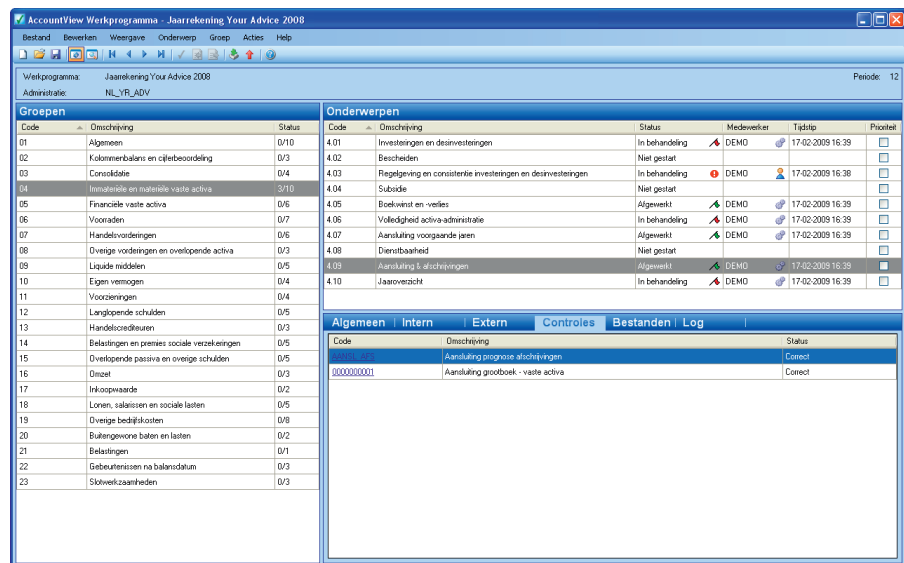 AccountView Werkprogramma - Jaarrekening Your Advice 2008
Bestand Bewerken Weergave Onderwerp Groep Acties Help
Werkprogramma: Jaarrekening Your Advice 2008 Periode: 12
Administratie: NL_YR_ADV
Groepen
Code Omschrijving Status
01 Algemeen 0/10
02 Kolommenbalans en cijferbeoordeling 0/3
03 Consolidatie 0/4
04 Immateriële en materiële vaste activa 3/10
05 Financiële vaste activa 0/6
06 Voorraden 0/7
07 Handelsvorderingen 0/6
08 Overige vorderingen en overlopende activa 0/3
09 Liquide middelen 0/5
10 Eigen vermogen 0/4
11 Voorzieningen 0/4
12 Langlopende schulden 0/5
13 Handelscrediteuren 0/3
14 Belastingen en premies sociale verzekeringen 0/5
15 Overlopende passiva en overige schulden 0/5
16 Omzet 0/3
17 Inkoopwaarde 0/2
18 Lonen, salarissen en sociale lasten 0/5
19 Overige bedrijfskosten 0/8
20 Buitengewone baten en lasten 0/2
21 Belastingen 0/1
22 Gebeurtenissen na balansdatum 0/3
23 Slotwerkzaamheden 0/3
Onderwerpen
Code Omschrijving Status Medewerker Tijdstip Prioriteit
4.01 Investeringen en desinvesteringen In behandeling DEMO 17-02-2009 16:39
4.02 Bescheiden Niet gestart
4.03 Regelgeving en consistentie investeringen en desinvesteringen In behandeling DEMO 17-02-2009 16:38
4.04 Subsidie Niet gestart
4.05 Boekwinst en -verlies Afgewerkt DEMO 17-02-2009 16:39
4.06 Volledigheid activa-administratie In behandeling DEMO 17-02-2009 16:39
4.07 Aansluiting voorgaande jaren Afgewerkt DEMO 17-02-2009 16:39
4.08 Dienstbaarheid Niet gestart
4.09 Aansluiting & afschrijvingen Afgewerkt DEMO 17-02-2009 16:39
4.10 Jaaroverzicht In behandeling DEMO 17-02-2009 16:39
Algemeen | Intern | Extern Controles Bestanden | Log |
Code Omschrijving Status
AANSL_AFS Aansluiting prognose afschrijvingen Correct
0000000001 Aansluiting grootboek - vaste activa Correct